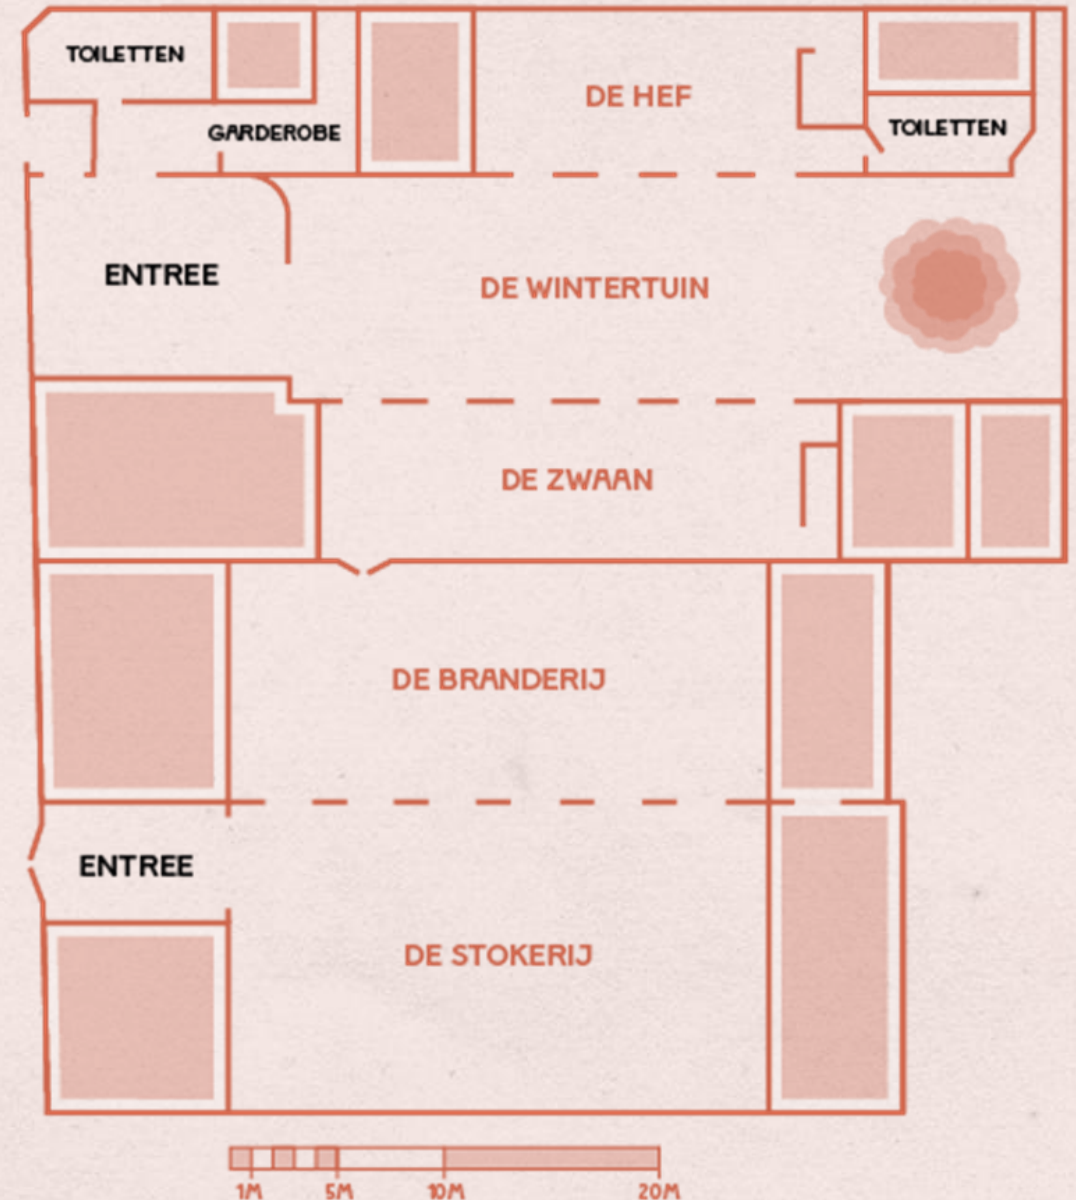 TOILETTEN
DE HEF
GARDEROBE
TOILETTEN
ENTREE
DE WINTERTUIN
DE ZWAAN
DE BRANDERIJ
ENTREE
DE STOKERIJ
1M 5M 10M 20M